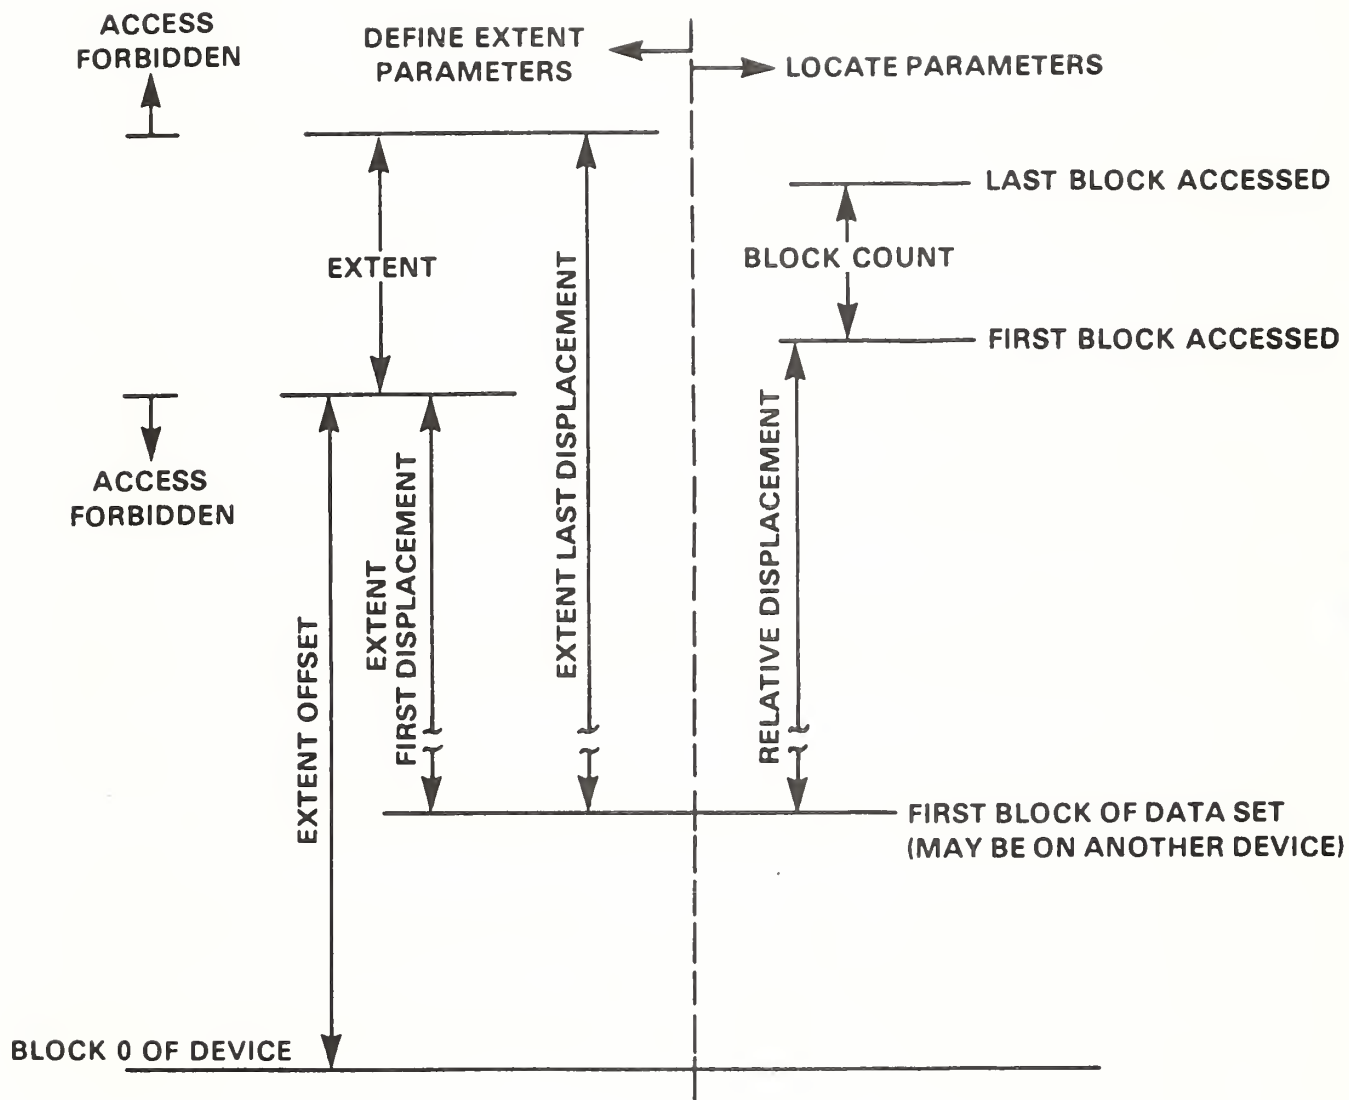 ACCESS
FORBIDDEN
DEFINE EXTENT
PARAMETERS
LOCATE PARAMETERS
LAST BLOCK ACCESSED
BLOCK COUNT
EXTENT
FIRST BLOCK ACCESSED
ACCESS
FORBIDDEN
EXTENT OFFSET
EXTENT
FIRST DISPLACEMENT
EXTENT LAST DISPLACEMENT
RELATIVE DISPLACEMENT
FIRST BLOCK OF DATA SET
(MAY BE ON ANOTHER DEVICE)
BLOCK 0 OF DEVICE